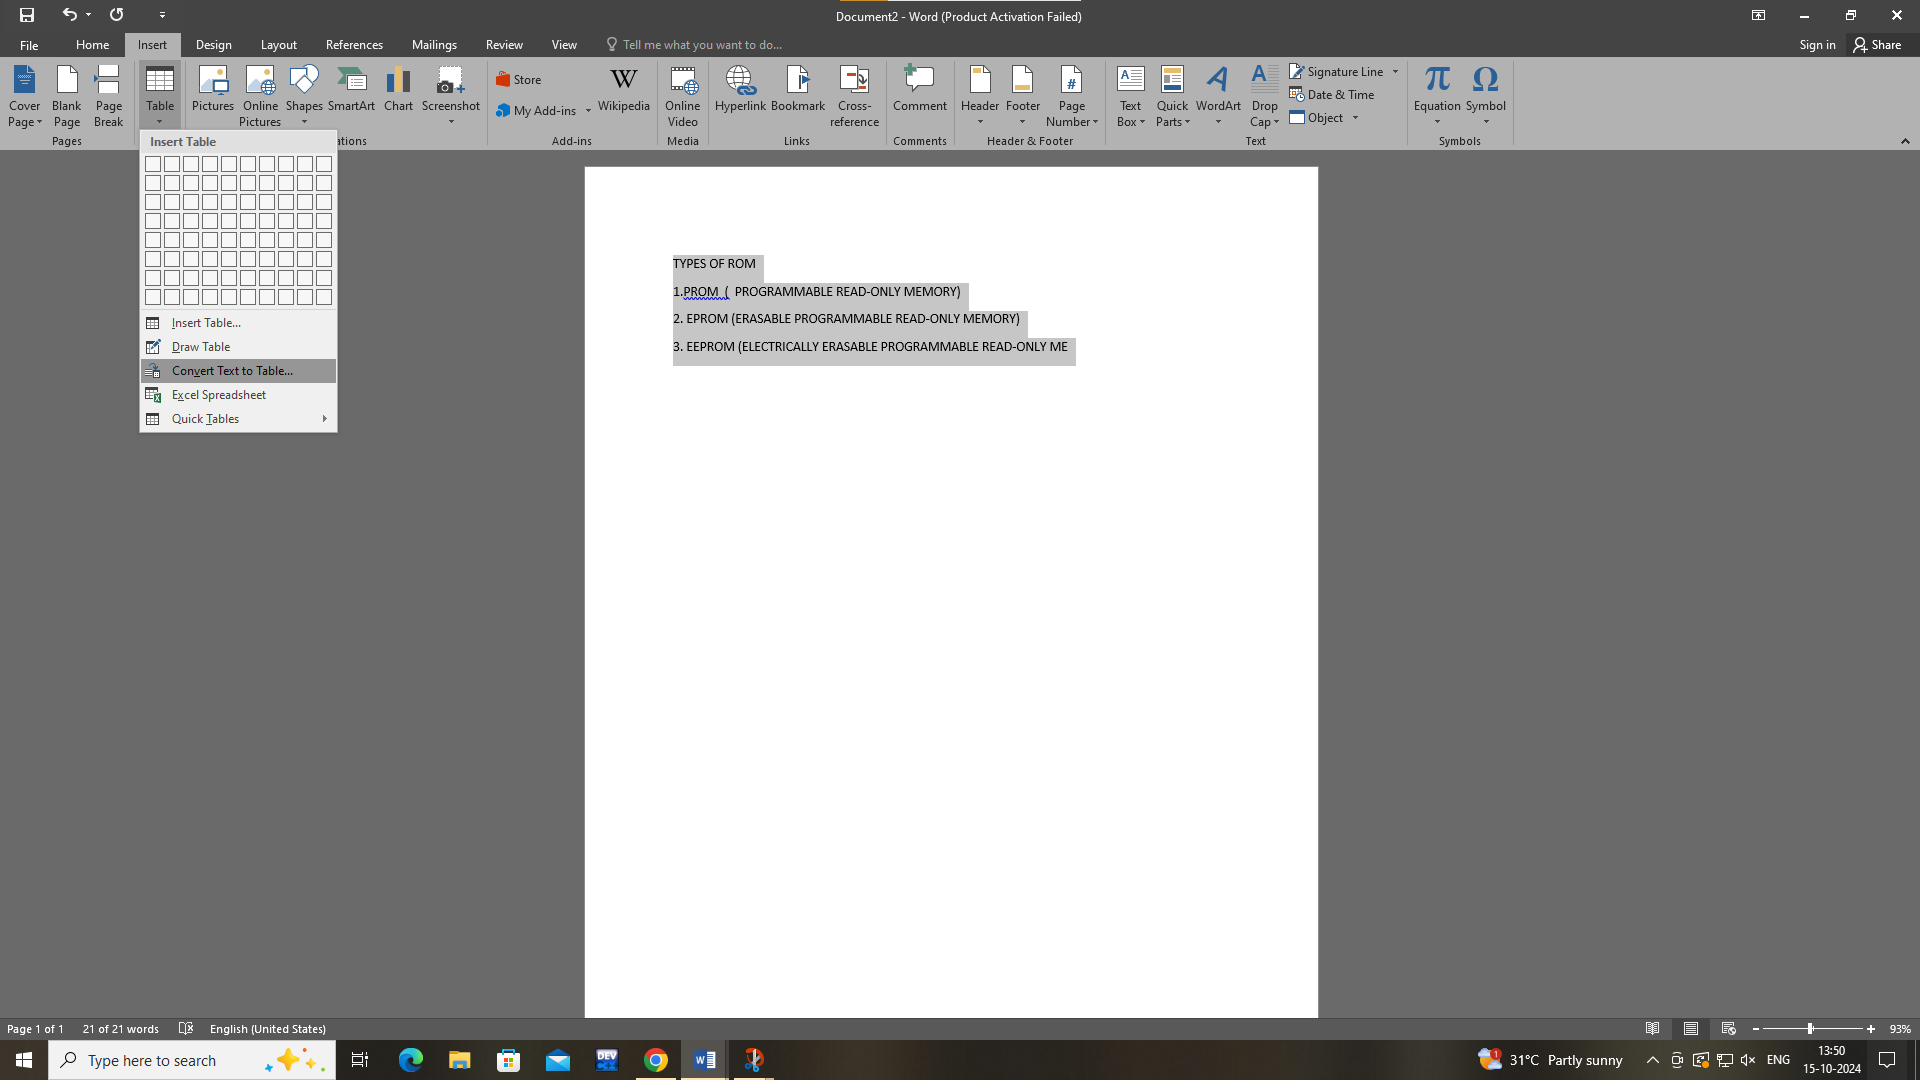 Document2 - Word (Product Activation Failed)
File Home Insert Design Layout References Mailings Review View Tell me what you want to do... Sign in Share
Cover Page
Blank Page
Page Break
Pages
Table
Pictures
Online Pictures
Shapes
SmartArt
Chart
Screenshot
ations
Store
My Add-ins
Wikipedia
Add-ins
Online Video
Media
Hyperlink
Bookmark
Cross-reference
Links
Comment
Comments
Header
Footer
Page Number
Header & Footer
Text Box
Quick Parts
WordArt
Drop Cap
Signature Line
Date & Time
Object
Text
Equation
Symbol
Symbols
Insert Table
Insert Table...
Draw Table
Convert Text to Table...
Excel Spreadsheet
Quick Tables
TYPES OF ROM
1.PROM ( PROGRAMMABLE READ-ONLY MEMORY)
2. EPROM (ERASABLE PROGRAMMABLE READ-ONLY MEMORY)
3. EEPROM (ELECTRICALLY ERASABLE PROGRAMMABLE READ-ONLY ME
Page 1 of 1 21 of 21 words English (United States) 93%
Type here to search
DEV
31°C Partly sunny
ENG
13:50
15-10-2024